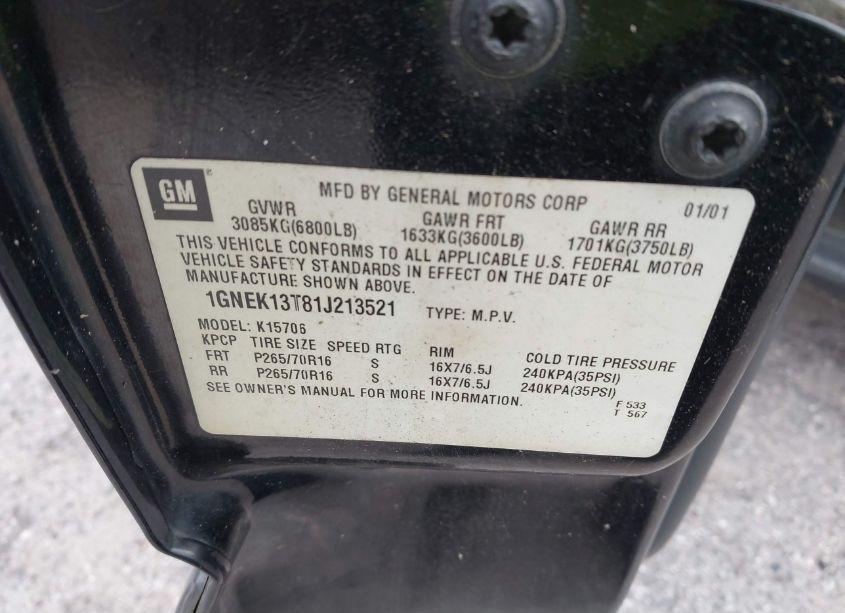 GM ®
MFD BY GENERAL MOTORS CORP 01/01
GVWR GAWR FRT GAWR RR
3085KG(6800LB) 1633KG(3600LB) 1701KG(3750LB)
THIS VEHICLE CONFORMS TO ALL APPLICABLE U.S. FEDERAL MOTOR
VEHICLE SAFETY STANDARDS IN EFFECT ON THE DATE OF
MANUFACTURE SHOWN ABOVE.
1GNEK13T81J213521 TYPE: M.P.V.
MODEL: K15706
KPCP TIRE SIZE SPEED RTG RIM COLD TIRE PRESSURE
FRT P265/70R16 S 16X7/6.5J 240KPA(35PSI)
RR P265/70R16 S 16X7/6.5J 240KPA(35PSI)
SEE OWNER'S MANUAL FOR MORE INFORMATION.
F 533
T 567